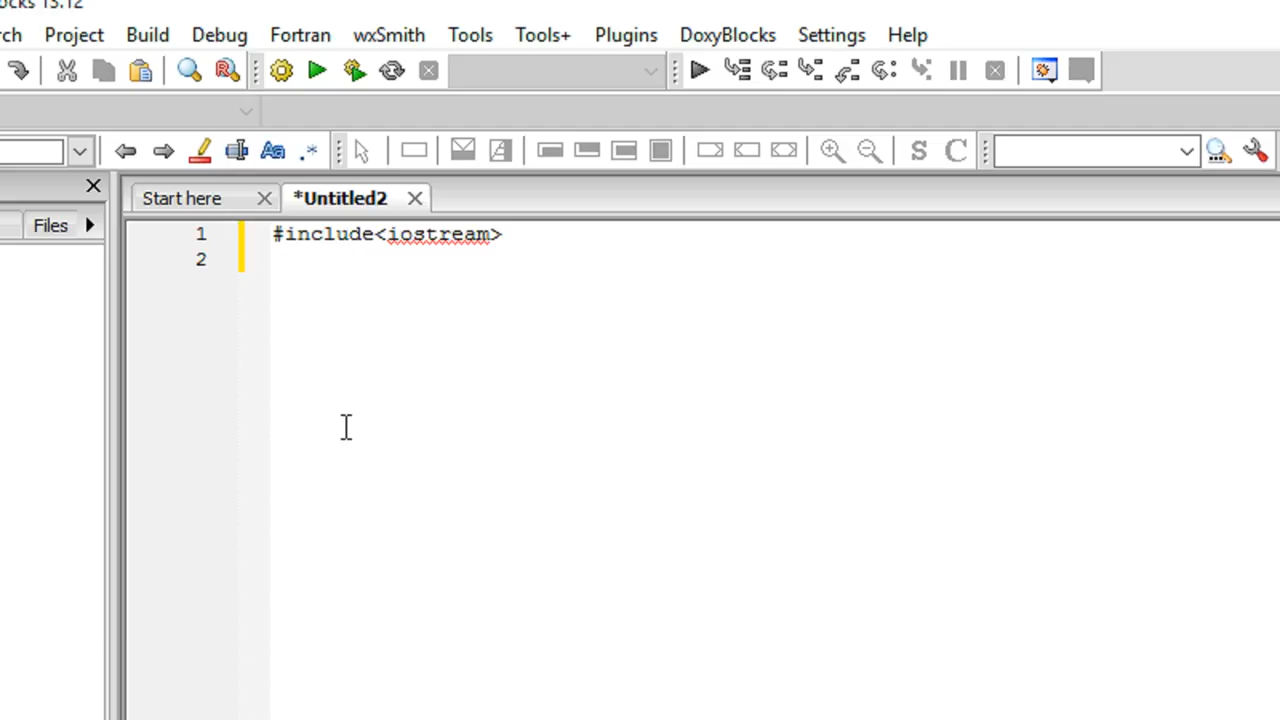 ocks 13.12
rch Project Build Debug Fortran wxSmith Tools Tools+ Plugins DoxyBlocks Settings Help
Start here *Untitled2
Files
1 #include<iostream>
2